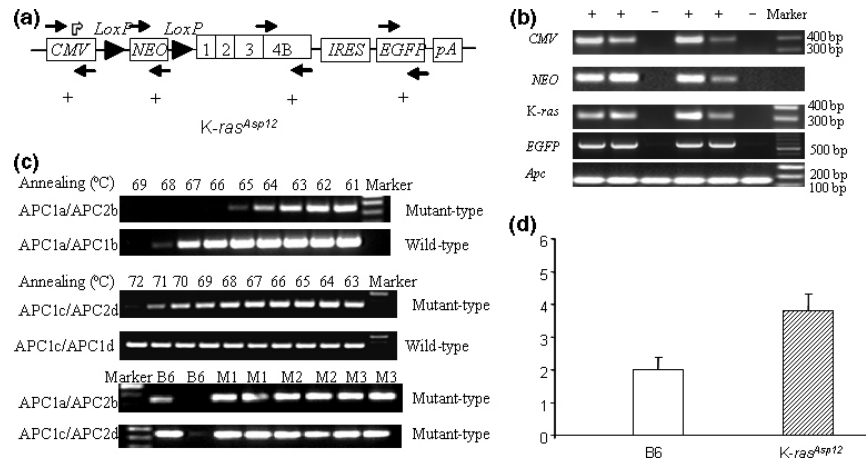 (a)
LoxP LoxP
CMV NEO 1 2 3 4B IRES EGFP pA
+ + + +
K-rasAsp12
(b)
+ + – + + – Marker
CMV 400 bp
300 bp
NEO
K-ras 400 bp
300 bp
EGFP 500 bp
Apc 200 bp
100 bp
(c)
Annealing (ºC) 69 68 67 66 65 64 63 62 61 Marker
APC1a/APC2b Mutant-type
APC1a/APC1b Wild-type
Annealing (ºC) 72 71 70 69 68 67 66 65 64 63 Marker
APC1c/APC2d Mutant-type
APC1c/APC1d Wild-type
Marker B6 B6 M1 M1 M2 M2 M3 M3
APC1a/APC2b Mutant-type
APC1c/APC2d Mutant-type
(d)
6
5
4
3
2
1
0
B6 K-rasAsp12